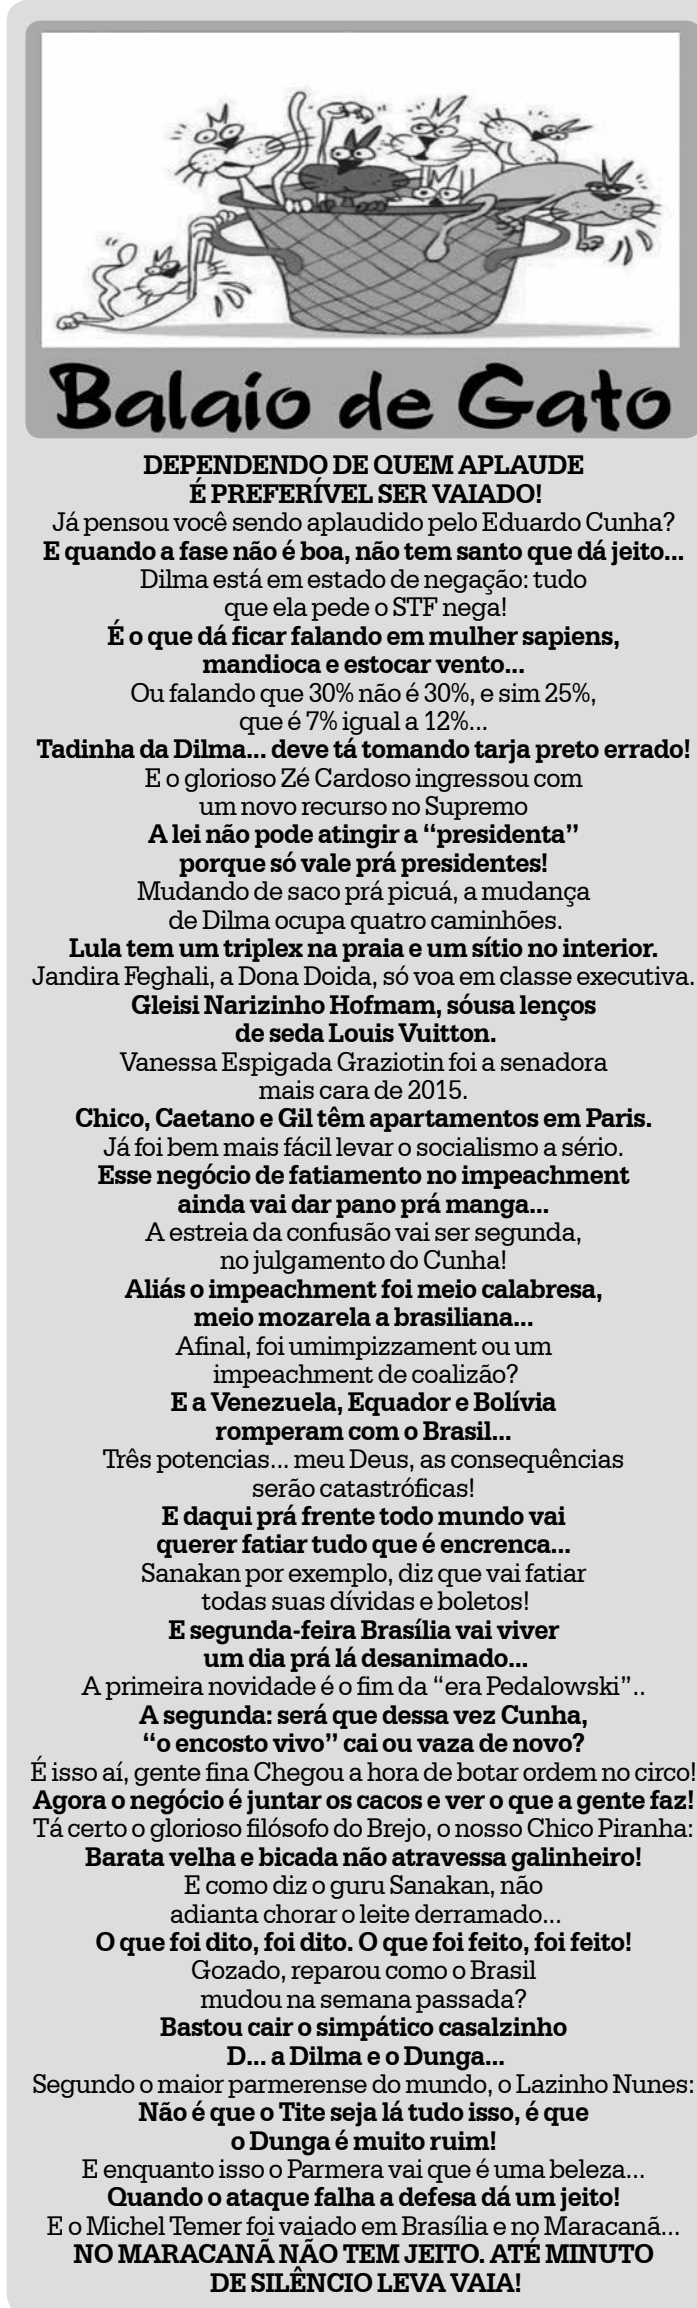 Balaio de Gato
DEPENDENDO DE QUEM APLAUDE
É PREFERÍVEL SER VAIADO!
Já pensou você sendo aplaudido pelo Eduardo Cunha?
E quando a fase não é boa, não tem santo que dá jeito...
Dilma está em estado de negação: tudo
que ela pede o STF nega!
É o que dá ficar falando em mulher sapiens,
mandioca e estocar vento...
Ou falando que 30% não é 30%, e sim 25%,
que é 7% igual a 12%...
Tadinha da Dilma... deve tá tomando tarja preto errado!
E o glorioso Zé Cardoso ingressou com
um novo recurso no Supremo
A lei não pode atingir a “presidenta”
porque só vale prá presidentes!
Mudando de saco prá picuá, a mudança
de Dilma ocupa quatro caminhões.
Lula tem um triplex na praia e um sítio no interior.
Jandira Feghali, a Dona Doida, só voa em classe executiva.
Gleisi Narizinho Hofmam, sóusa lenços
de seda Louis Vuitton.
Vanessa Espigada Graziotin foi a senadora
mais cara de 2015.
Chico, Caetano e Gil têm apartamentos em Paris.
Já foi bem mais fácil levar o socialismo a sério.
Esse negócio de fatiamento no impeachment
ainda vai dar pano prá manga...
A estreia da confusão vai ser segunda,
no julgamento do Cunha!
Aliás o impeachment foi meio calabresa,
meio mozarela a brasiliana...
Afinal, foi umimpizzament ou um
impeachment de coalizão?
E a Venezuela, Equador e Bolívia
romperam com o Brasil...
Três potencias... meu Deus, as consequências
serão catastróficas!
E daqui prá frente todo mundo vai
querer fatiar tudo que é encrenca...
Sanakan por exemplo, diz que vai fatiar
todas suas dívidas e boletos!
E segunda-feira Brasília vai viver
um dia prá lá desanimado...
A primeira novidade é o fim da “era Pedalowski”..
A segunda: será que dessa vez Cunha,
“o encosto vivo” cai ou vaza de novo?
É isso aí, gente fina Chegou a hora de botar ordem no circo!
Agora o negócio é juntar os cacos e ver o que a gente faz!
Tá certo o glorioso filósofo do Brejo, o nosso Chico Piranha:
Barata velha e bicada não atravessa galinheiro!
E como diz o guru Sanakan, não
adianta chorar o leite derramado...
O que foi dito, foi dito. O que foi feito, foi feito!
Gozado, reparou como o Brasil
mudou na semana passada?
Bastou cair o simpático casalzinho
D... a Dilma e o Dunga...
Segundo o maior parmerense do mundo, o Lazinho Nunes:
Não é que o Tite seja lá tudo isso, é que
o Dunga é muito ruim!
E enquanto isso o Parmera vai que é uma beleza...
Quando o ataque falha a defesa dá um jeito!
E o Michel Temer foi vaiado em Brasília e no Maracanã...
NO MARACANÃ NÃO TEM JEITO. ATÉ MINUTO
DE SILÊNCIO LEVA VAIA!